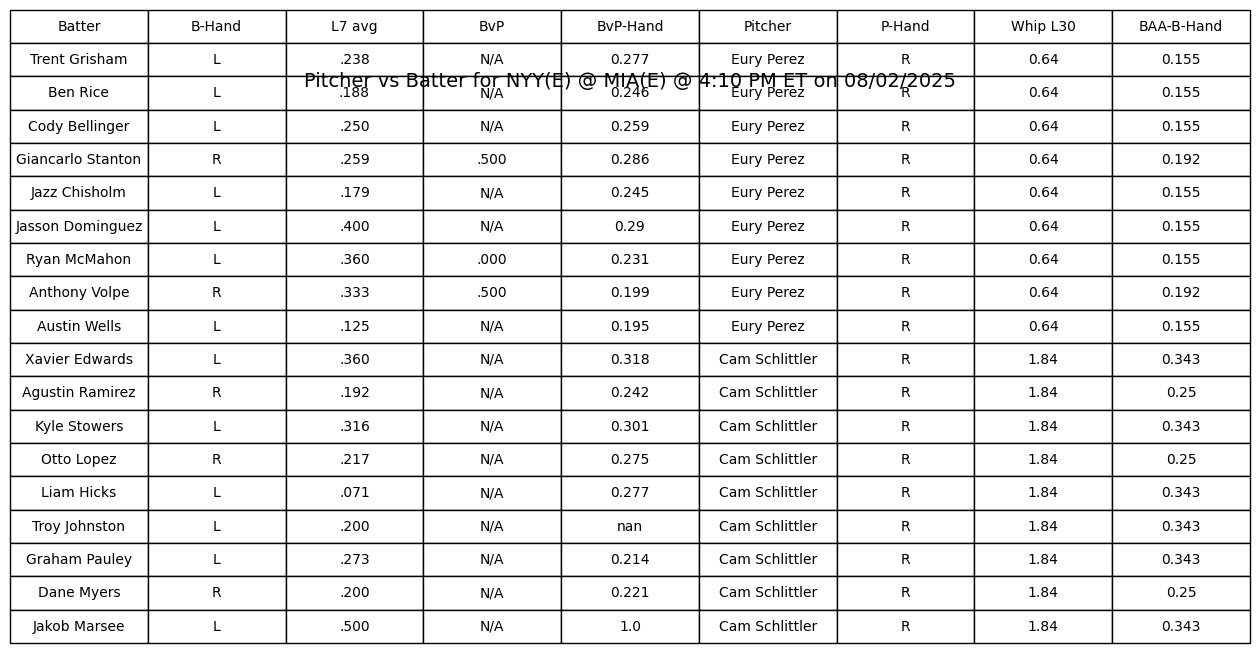 Batter B-Hand L7 avg BvP BvP-Hand Pitcher P-Hand Whip L30 BAA-B-Hand
Trent Grisham L .238 N/A 0.277 Eury Perez R 0.64 0.155
Pitcher vs Batter for NYY(E) @ MIA(E) @ 4:10 PM ET on 08/02/2025
Ben Rice L .188 N/A 0.246 Eury Perez R 0.64 0.155
Cody Bellinger L .250 N/A 0.259 Eury Perez R 0.64 0.155
Giancarlo Stanton R .259 .500 0.286 Eury Perez R 0.64 0.192
Jazz Chisholm L .179 N/A 0.245 Eury Perez R 0.64 0.155
Jasson Dominguez L .400 N/A 0.29 Eury Perez R 0.64 0.155
Ryan McMahon L .360 .000 0.231 Eury Perez R 0.64 0.155
Anthony Volpe R .333 .500 0.199 Eury Perez R 0.64 0.192
Austin Wells L .125 N/A 0.195 Eury Perez R 0.64 0.155
Xavier Edwards L .360 N/A 0.318 Cam Schlittler R 1.84 0.343
Agustin Ramirez R .192 N/A 0.242 Cam Schlittler R 1.84 0.25
Kyle Stowers L .316 N/A 0.301 Cam Schlittler R 1.84 0.343
Otto Lopez R .217 N/A 0.275 Cam Schlittler R 1.84 0.25
Liam Hicks L .071 N/A 0.277 Cam Schlittler R 1.84 0.343
Troy Johnston L .200 N/A nan Cam Schlittler R 1.84 0.343
Graham Pauley L .273 N/A 0.214 Cam Schlittler R 1.84 0.343
Dane Myers R .200 N/A 0.221 Cam Schlittler R 1.84 0.25
Jakob Marsee L .500 N/A 1.0 Cam Schlittler R 1.84 0.343